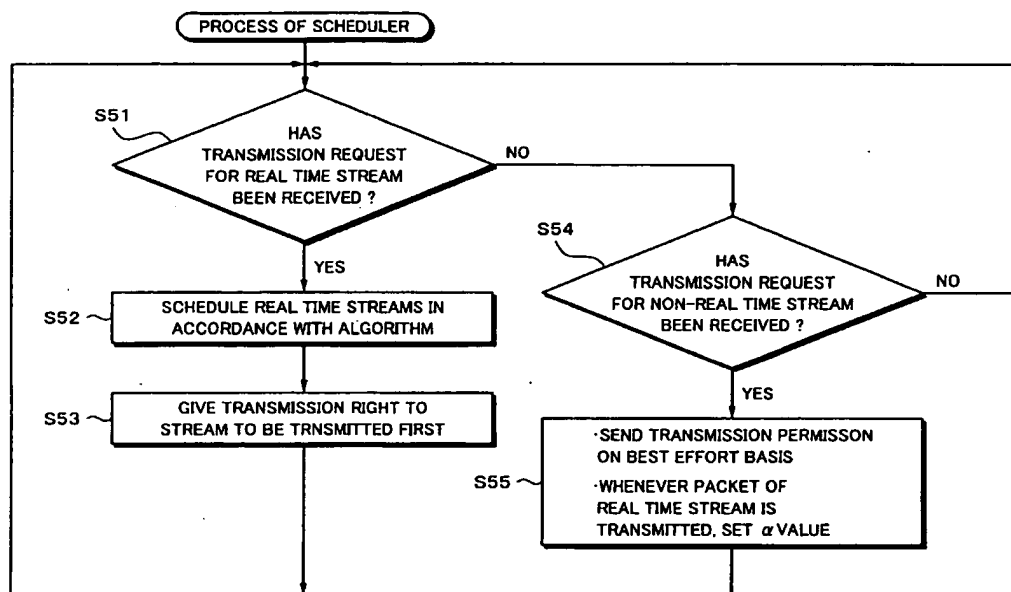 PROCESS OF SCHEDULER
S51
HAS
TRANSMISSION REQUEST
FOR REAL TIME STREAM
BEEN RECEIVED ?
NO
YES
S52
SCHEDULE REAL TIME STREAMS IN
ACCORDANCE WITH ALGORITHM
S53
GIVE TRANSMISSION RIGHT TO
STREAM TO BE TRNSMITTED FIRST
S54
HAS
TRANSMISSION REQUEST
FOR NON-REAL TIME STREAM
BEEN RECEIVED ?
NO
YES
S55
·SEND TRANSMISSION PERMISSON
ON BEST EFFORT BASIS
·WHENEVER PACKET OF
REAL TIME STREAM IS
TRANSMITTED, SET α VALUE